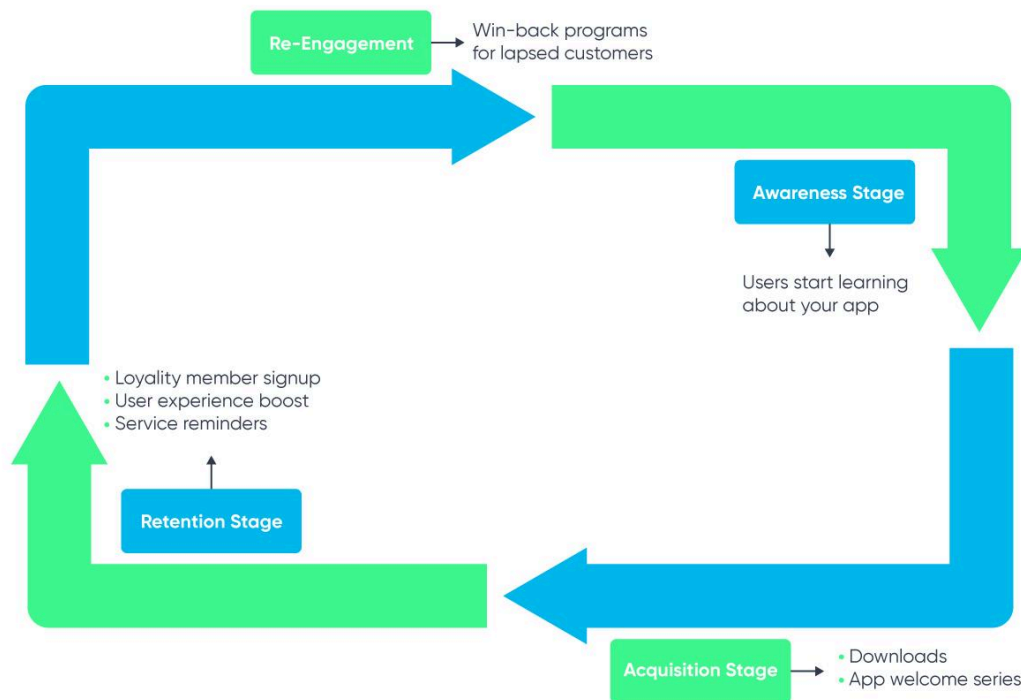 Re-Engagement
Win-back programs
for lapsed customers
Awareness Stage
Users start learning
about your app
• Loyality member signup
• User experience boost
• Service reminders
Retention Stage
Acquisition Stage
• Downloads
• App welcome series